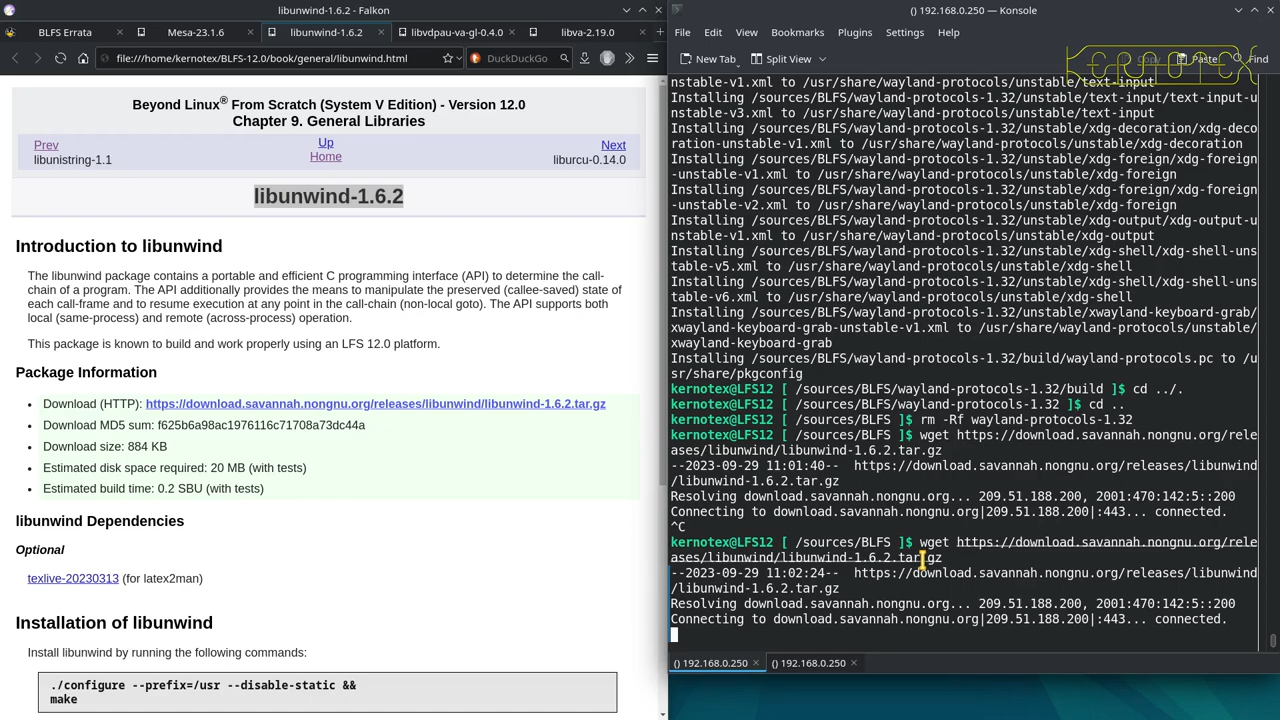 libunwind-1.6.2 - Falkon
BLFS Errata
Mesa-23.1.6
libunwind-1.6.2
libvdpau-va-gl-0.4.0
libva-2.19.0
file:///home/kernotex/BLFS-12.0/book/general/libunwind.html
DuckDuckGo
Beyond Linux® From Scratch (System V Edition) - Version 12.0
Chapter 9. General Libraries
Prev
Up
Next
libunistring-1.1
Home
liburcu-0.14.0
libunwind-1.6.2
Introduction to libunwind
The libunwind package contains a portable and efficient C programming interface (API) to determine the call-
chain of a program. The API additionally provides the means to manipulate the preserved (callee-saved) state of
each call-frame and to resume execution at any point in the call-chain (non-local goto). The API supports both
local (same-process) and remote (across-process) operation.
This package is known to build and work properly using an LFS 12.0 platform.
Package Information
• Download (HTTP): https://download.savannah.nongnu.org/releases/libunwind/libunwind-1.6.2.tar.gz
• Download MD5 sum: f625b6a98ac1976116c71708a73dc44a
• Download size: 884 KB
• Estimated disk space required: 20 MB (with tests)
• Estimated build time: 0.2 SBU (with tests)
libunwind Dependencies
Optional
texlive-20230313 (for latex2man)
Installation of libunwind
Install libunwind by running the following commands:
./configure --prefix=/usr --disable-static &&
make
() 192.168.0.250 — Konsole
File Edit View Bookmarks Plugins Settings Help
New Tab Split View Copy Paste Find
KERNOTEX
nstable-v1.xml to /usr/share/wayland-protocols/unstable/text-input
Installing /sources/BLFS/wayland-protocols-1.32/unstable/text-input/text-input-u
nstable-v3.xml to /usr/share/wayland-protocols/unstable/text-input
Installing /sources/BLFS/wayland-protocols-1.32/unstable/xdg-decoration/xdg-deco
ration-unstable-v1.xml to /usr/share/wayland-protocols/unstable/xdg-decoration
Installing /sources/BLFS/wayland-protocols-1.32/unstable/xdg-foreign/xdg-foreign
-unstable-v1.xml to /usr/share/wayland-protocols/unstable/xdg-foreign
Installing /sources/BLFS/wayland-protocols-1.32/unstable/xdg-foreign/xdg-foreign
-unstable-v2.xml to /usr/share/wayland-protocols/unstable/xdg-foreign
Installing /sources/BLFS/wayland-protocols-1.32/unstable/xdg-output/xdg-output-u
nstable-v1.xml to /usr/share/wayland-protocols/unstable/xdg-output
Installing /sources/BLFS/wayland-protocols-1.32/unstable/xdg-shell/xdg-shell-uns
table-v5.xml to /usr/share/wayland-protocols/unstable/xdg-shell
Installing /sources/BLFS/wayland-protocols-1.32/unstable/xdg-shell/xdg-shell-uns
table-v6.xml to /usr/share/wayland-protocols/unstable/xdg-shell
Installing /sources/BLFS/wayland-protocols-1.32/unstable/xwayland-keyboard-grab/
xwayland-keyboard-grab-unstable-v1.xml to /usr/share/wayland-protocols/unstable/
xwayland-keyboard-grab
Installing /sources/BLFS/wayland-protocols-1.32/build/wayland-protocols.pc to /u
sr/share/pkgconfig
kernotex@LFS12 [ /sources/BLFS/wayland-protocols-1.32/build ]$ cd ../.
kernotex@LFS12 [ /sources/BLFS/wayland-protocols-1.32 ]$ cd ..
kernotex@LFS12 [ /sources/BLFS ]$ rm -Rf wayland-protocols-1.32
kernotex@LFS12 [ /sources/BLFS ]$ wget https://download.savannah.nongnu.org/rele
ases/libunwind/libunwind-1.6.2.tar.gz
--2023-09-29 11:01:40-- https://download.savannah.nongnu.org/releases/libunwind
/libunwind-1.6.2.tar.gz
Resolving download.savannah.nongnu.org... 209.51.188.200, 2001:470:142:5::200
Connecting to download.savannah.nongnu.org|209.51.188.200|:443... connected.
^C
kernotex@LFS12 [ /sources/BLFS ]$ wget https://download.savannah.nongnu.org/rele
ases/libunwind/libunwind-1.6.2.tar.gz
--2023-09-29 11:02:24-- https://download.savannah.nongnu.org/releases/libunwind
/libunwind-1.6.2.tar.gz
Resolving download.savannah.nongnu.org... 209.51.188.200, 2001:470:142:5::200
Connecting to download.savannah.nongnu.org|209.51.188.200|:443... connected.
() 192.168.0.250
() 192.168.0.250